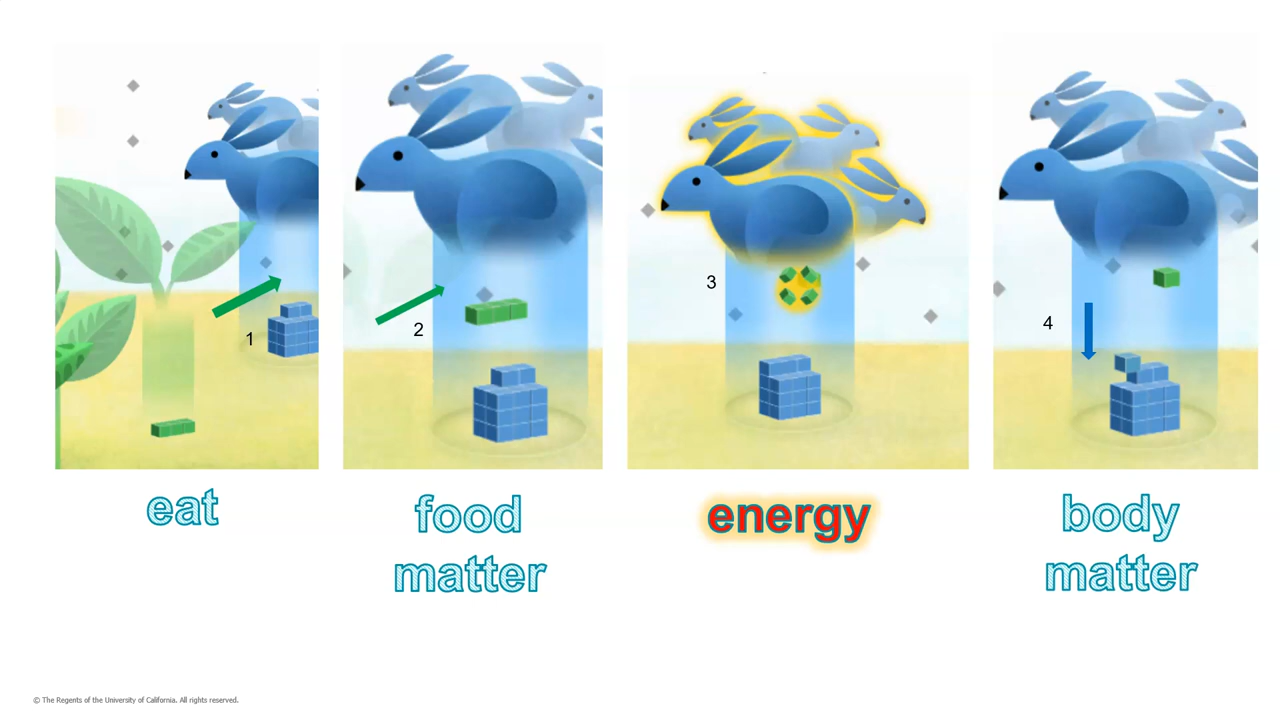 1
2
3
4
eat
food
matter
energy
body
matter
© The Regents of the University of California. All rights reserved.